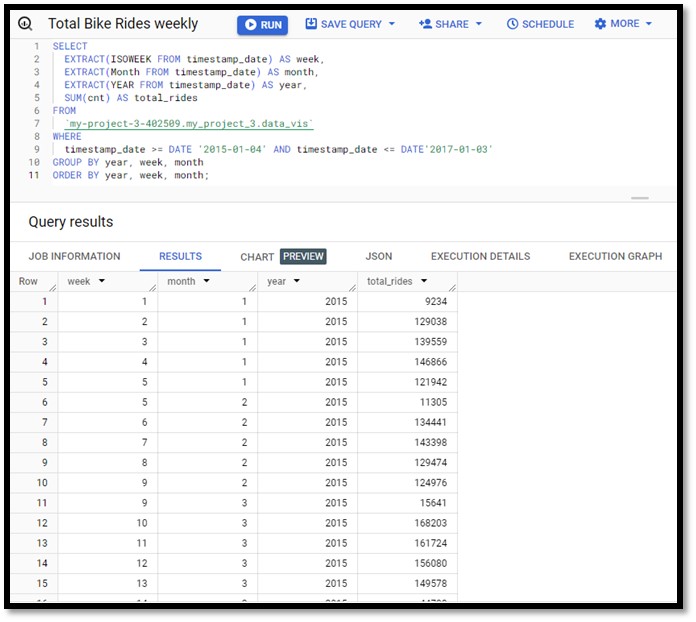 Total Bike Rides weekly RUN SAVE QUERY SHARE SCHEDULE MORE
1 SELECT
2 EXTRACT(ISOWEEK FROM timestamp_date) AS week,
3 EXTRACT(Month FROM timestamp_date) AS month,
4 EXTRACT(YEAR FROM timestamp_date) AS year,
5 SUM(cnt) AS total_rides
6 FROM
7 `my-project-3-402509.my_project_3.data_vis`
8 WHERE
9 timestamp_date >= DATE '2015-01-04' AND timestamp_date <= DATE'2017-01-03'
10 GROUP BY year, week, month
11 ORDER BY year, week, month;
Query results
JOB INFORMATION RESULTS CHART PREVIEW JSON EXECUTION DETAILS EXECUTION GRAPH
Row week month year total_rides
1 1 1 2015 9234
2 2 1 2015 129038
3 3 1 2015 139559
4 4 1 2015 146866
5 5 1 2015 121942
6 5 2 2015 11305
7 6 2 2015 134441
8 7 2 2015 143398
9 8 2 2015 129474
10 9 2 2015 124976
11 9 3 2015 15641
12 10 3 2015 168203
13 11 3 2015 161724
14 12 3 2015 156080
15 13 3 2015 149578